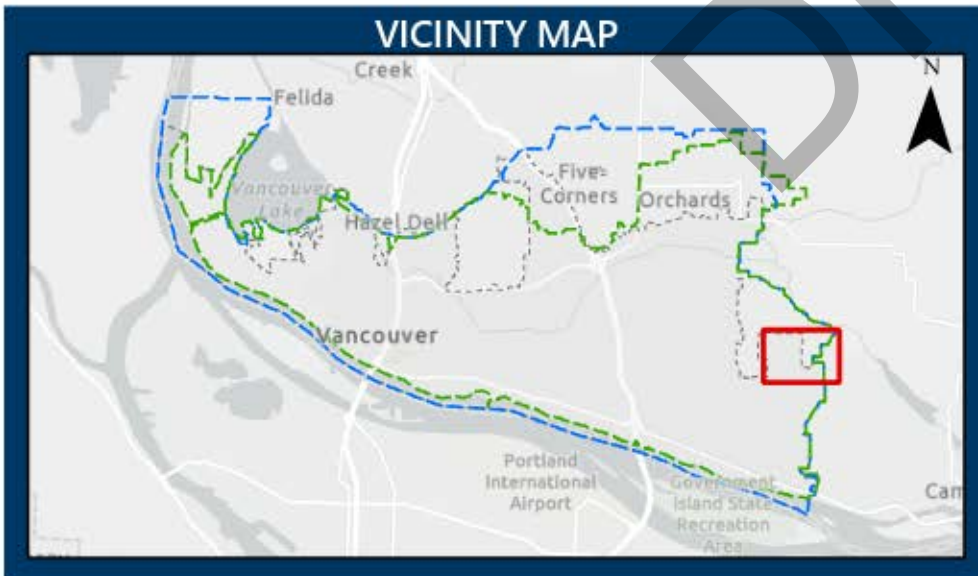 VICINITY MAP
Creek
N
Felida
Five-
Corners
Vancouver
Lake
Orchards
Hazel Dell
Vancouver
Portland
International
Airport
Government
Island State
Recreation
Area
Cam